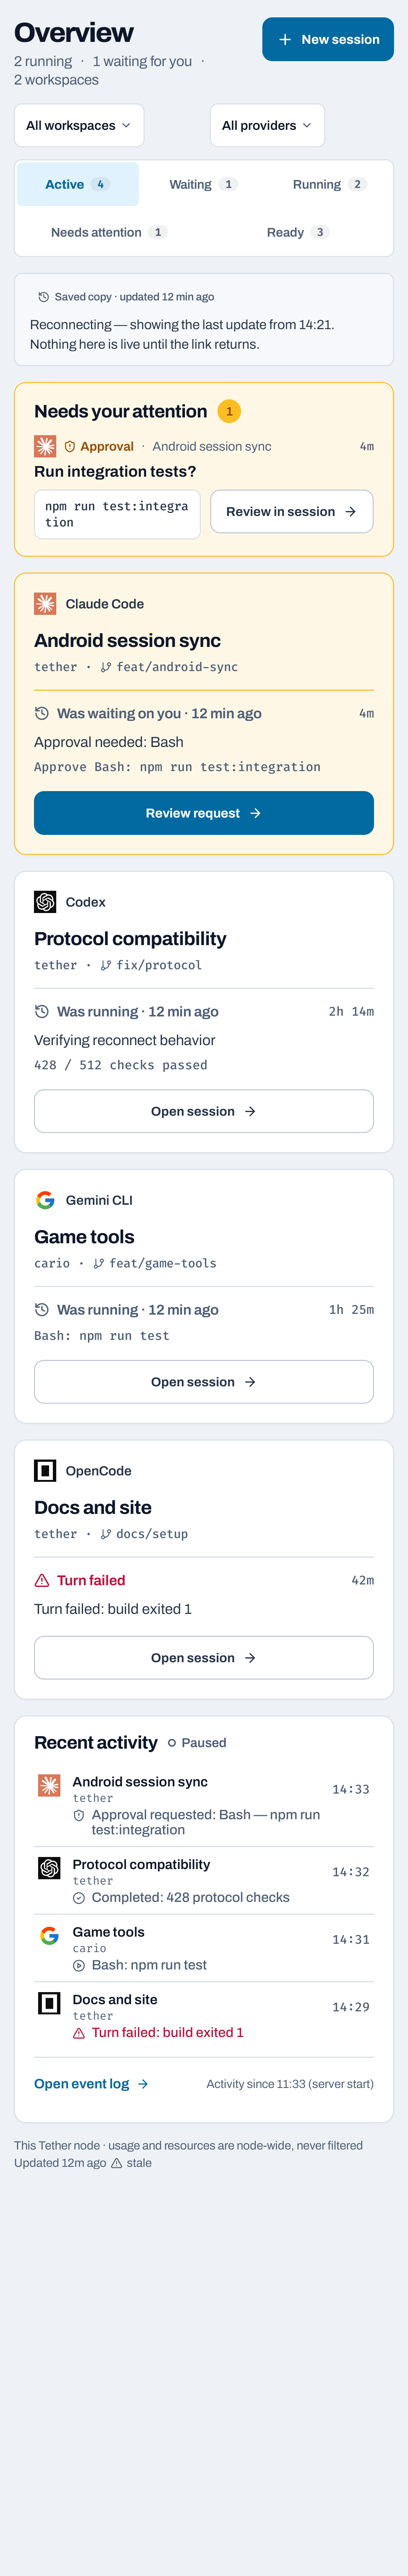 Overview
New session
2 running · 1 waiting for you ·
2 workspaces
All workspaces
All providers
Active 4
Waiting 1
Running 2
Needs attention 1
Ready 3
Saved copy · updated 12 min ago
Reconnecting — showing the last update from 14:21.
Nothing here is live until the link returns.
Needs your attention 1
Approval · Android session sync 4m
Run integration tests?
npm run test:integra
tion
Review in session
Claude Code
Android session sync
tether · feat/android-sync
Was waiting on you · 12 min ago 4m
Approval needed: Bash
Approve Bash: npm run test:integration
Review request
Codex
Protocol compatibility
tether · fix/protocol
Was running · 12 min ago 2h 14m
Verifying reconnect behavior
428 / 512 checks passed
Open session
Gemini CLI
Game tools
cario · feat/game-tools
Was running · 12 min ago 1h 25m
Bash: npm run test
Open session
OpenCode
Docs and site
tether · docs/setup
Turn failed 42m
Turn failed: build exited 1
Open session
Recent activity Paused
Android session sync 14:33
tether
Approval requested: Bash — npm run
test:integration
Protocol compatibility 14:32
tether
Completed: 428 protocol checks
Game tools 14:31
cario
Bash: npm run test
Docs and site 14:29
tether
Turn failed: build exited 1
Open event log
Activity since 11:33 (server start)
This Tether node · usage and resources are node-wide, never filtered
Updated 12m ago stale